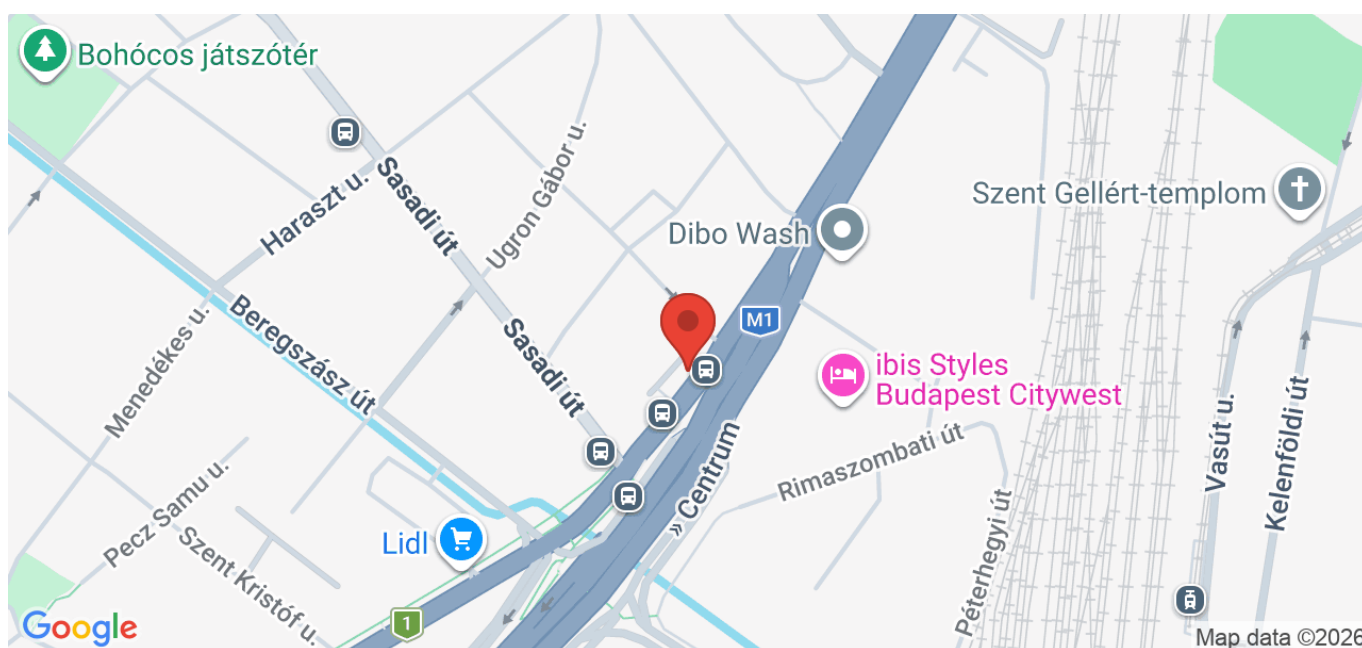 Bohócos játszótér
Sasadi út
Haraszt u.
Ugron Gábor u.
Szent Gellért-templom
Dibo Wash
Menedékes u.
Beregszász út
Sasadi út
M1
ibis Styles
Budapest Citywest
Vasút u.
Kelenföldi út
» Centrum
Rimaszombati út
Pecz Samu u.
Szent Kristóf u.
Lidl
Péterhegyi út
1
Google
Map data ©2026